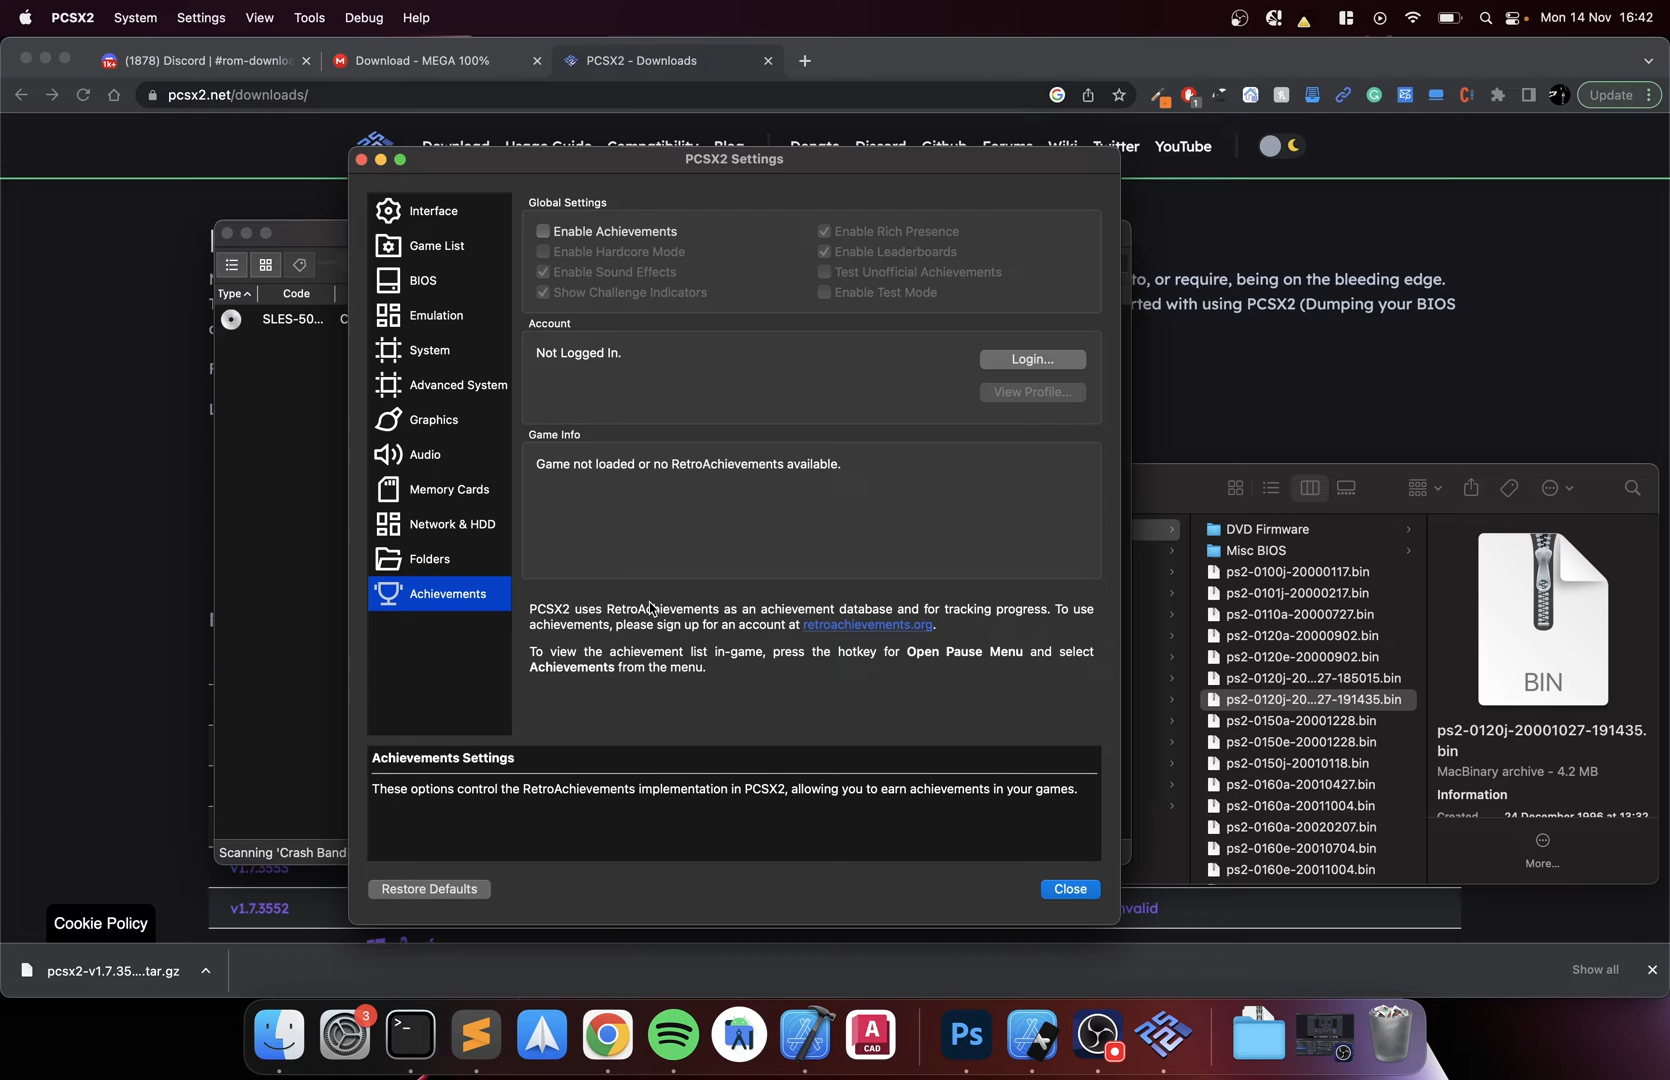 PCSX2 System Settings View Tools Debug Help
Mon 14 Nov 16:42
(1878) Discord | #rom-downlo
1k+
Download - MEGA 100%
PCSX2 - Downloads
pcsx2.net/downloads/
1
Update
YouTube
PCSX2 Settings
Interface
Game List
BIOS
Emulation
System
Advanced System
Graphics
Audio
Memory Cards
Network & HDD
Folders
Achievements
Global Settings
Enable Achievements
Enable Rich Presence
Enable Hardcore Mode
Enable Leaderboards
Enable Sound Effects
Test Unofficial Achievements
Show Challenge Indicators
Enable Test Mode
Account
Not Logged In.
Login...
View Profile...
Game Info
Game not loaded or no RetroAchievements available.
PCSX2 uses RetroAchievements as an achievement database and for tracking progress. To use
achievements, please sign up for an account at retroachievements.org.
To view the achievement list in-game, press the hotkey for Open Pause Menu and select
Achievements from the menu.
Achievements Settings
These options control the RetroAchievements implementation in PCSX2, allowing you to earn achievements in your games.
Restore Defaults
Close
Type
Code
SLES-50...
Scanning 'Crash Band
to, or require, being on the bleeding edge.
rted with using PCSX2 (Dumping your BIOS
DVD Firmware
Misc BIOS
ps2-0100j-20000117.bin
ps2-0101j-20000217.bin
ps2-0110a-20000727.bin
ps2-0120a-20000902.bin
ps2-0120e-20000902.bin
ps2-0120j-20...27-185015.bin
ps2-0120j-20...27-191435.bin
ps2-0150a-20001228.bin
ps2-0150e-20001228.bin
ps2-0150j-20010118.bin
ps2-0160a-20010427.bin
ps2-0160a-20011004.bin
ps2-0160a-20020207.bin
ps2-0160e-20010704.bin
ps2-0160e-20011004.bin
BIN
ps2-0120j-20001027-191435.
bin
MacBinary archive - 4.2 MB
Information
Created 24 December 1996 at 13:32
More...
v1.7.3553
v1.7.3552
nvalid
Cookie Policy
pcsx2-v1.7.35....tar.gz
Show all
3
A
CAD
Ps